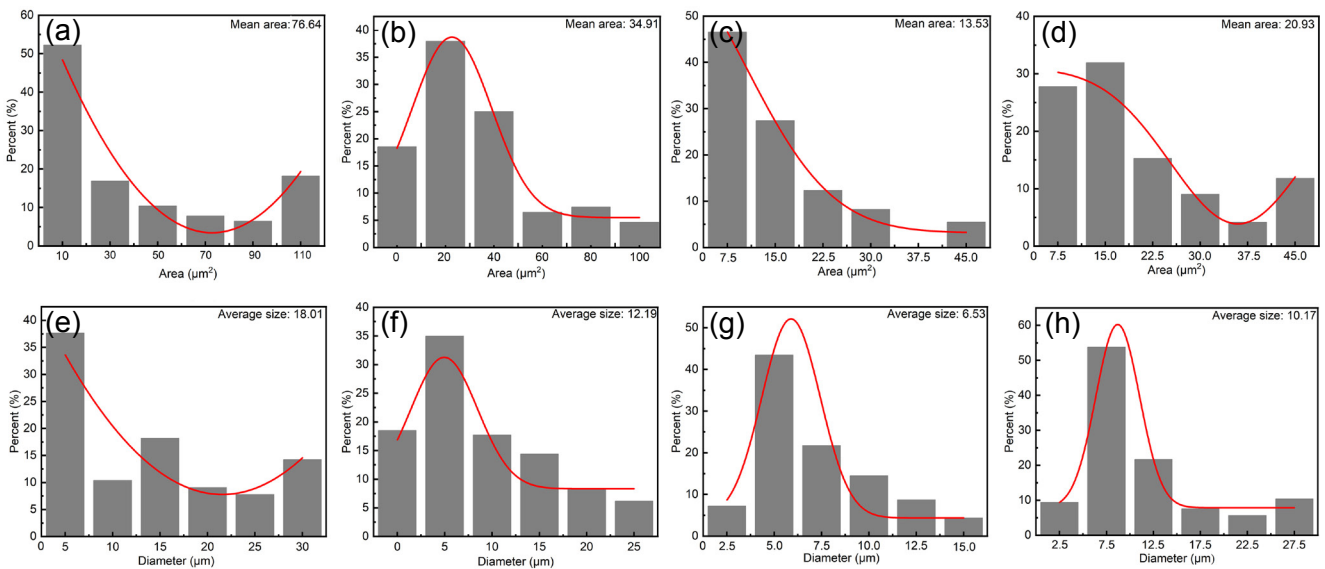 (a)
Mean area:76.64
60
50
40
30
20
10
0
Percent (%)
10 30 50 70 90 110
Area (μm²)
(b)
Mean area: 34.91
40
35
30
25
20
15
10
5
0
Percent (%)
0 20 40 60 80 100
Area (μm²)
(c)
Mean area: 13.53
50
40
30
20
10
0
Percent (%)
0 7.5 15.0 22.5 30.0 37.5 45.0
Area (μm²)
(d)
Mean area: 20.93
40
30
20
10
0
Percent (%)
0 7.5 15.0 22.5 30.0 37.5 45.0
Area (μm²)
(e)
Average size: 18.01
40
35
30
25
20
15
10
5
0
Percent (%)
0 5 10 15 20 25 30
Diameter (μm)
(f)
Average size: 12.19
40
35
30
25
20
15
10
5
0
Percent (%)
0 5 10 15 20 25
Diameter (μm)
(g)
Average size: 6.53
50
40
30
20
10
0
Percent (%)
0 2.5 5.0 7.5 10.0 12.5 15.0
Diameter (μm)
(h)
Average size: 10.17
60
50
40
30
20
10
0
Percent (%)
2.5 7.5 12.5 17.5 22.5 27.5
Diameter (μm)